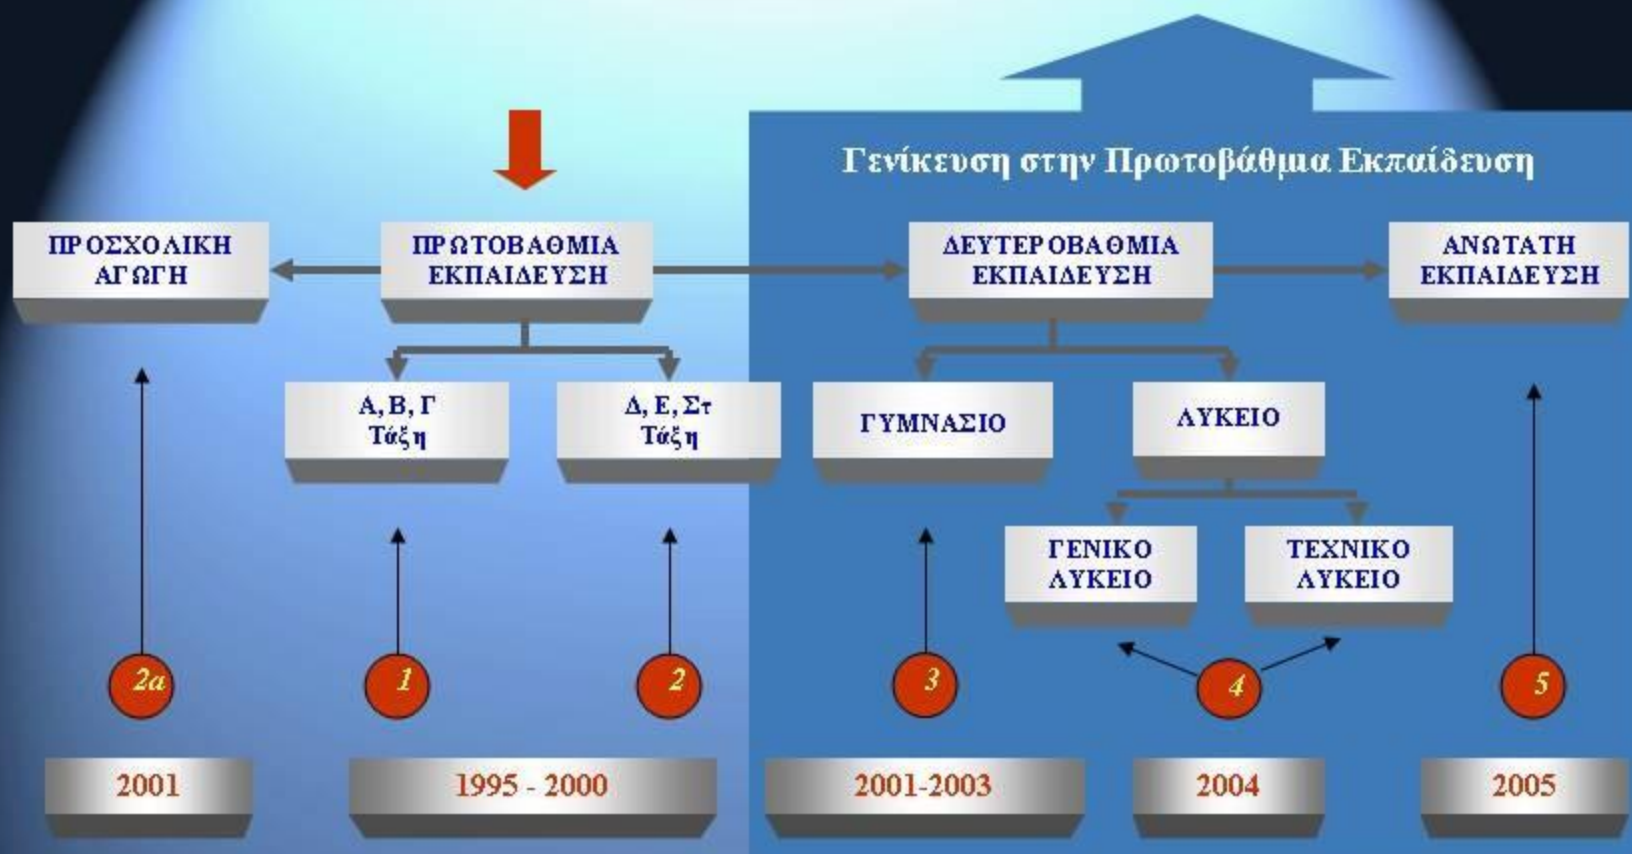 Γενίκευση στην Πρωτοβάθμια Εκπαίδευση
ΠΡΟΣΧΟΛΙΚΗ
ΑΓΩΓΗ
ΠΡΩΤΟΒΑΘΜΙΑ
ΕΚΠΑΙΔΕΥΣΗ
ΔΕΥΤΕΡΟΒΑΘΜΙΑ
ΕΚΠΑΙΔΕΥΣΗ
ΑΝΩΤΑΤΗ
ΕΚΠΑΙΔΕΥΣΗ
Α, Β, Γ
Τάξη
Δ, Ε, Στ
Τάξη
ΓΥΜΝΑΣΙΟ
ΛΥΚΕΙΟ
ΓΕΝΙΚΟ
ΛΥΚΕΙΟ
ΤΕΧΝΙΚΟ
ΛΥΚΕΙΟ
2a
1
2
3
4
5
2001
1995 - 2000
2001-2003
2004
2005